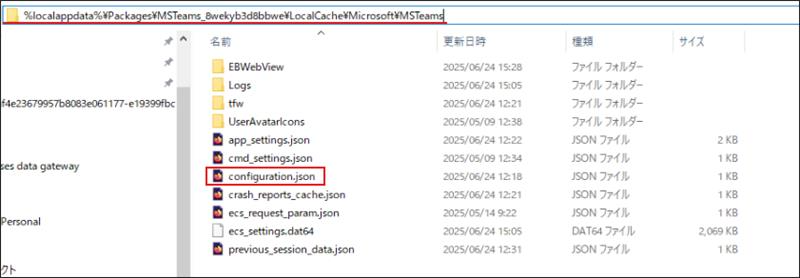 %localappdata%¥Packages¥MSTeams_8wekyb3d8bbwe¥LocalCache¥Microsoft¥MSTeams
名前 更新日時 種類 サイズ
EBWebView 2025/06/24 15:28 ファイル フォルダー
Logs 2025/06/24 15:05 ファイル フォルダー
tfw 2025/06/24 12:21 ファイル フォルダー
f4e23679957b8083e061177-e19399fbc
UserAvatarIcons 2025/05/09 12:38 ファイル フォルダー
app_settings.json 2025/06/24 12:22 JSON ファイル 2 KB
cmd_settings.json 2025/05/09 12:34 JSON ファイル 1 KB
ses data gateway
configuration.json 2025/06/24 12:18 JSON ファイル 1 KB
crash_reports_cache.json 2025/06/24 12:21 JSON ファイル 1 KB
ecs_request_param.json 2025/05/14 9:22 JSON ファイル 1 KB
Personal
ecs_settings.dat64 2025/06/24 15:05 DAT64 ファイル 2,069 KB
previous_session_data.json 2025/06/24 12:31 JSON ファイル 1 KB
クト